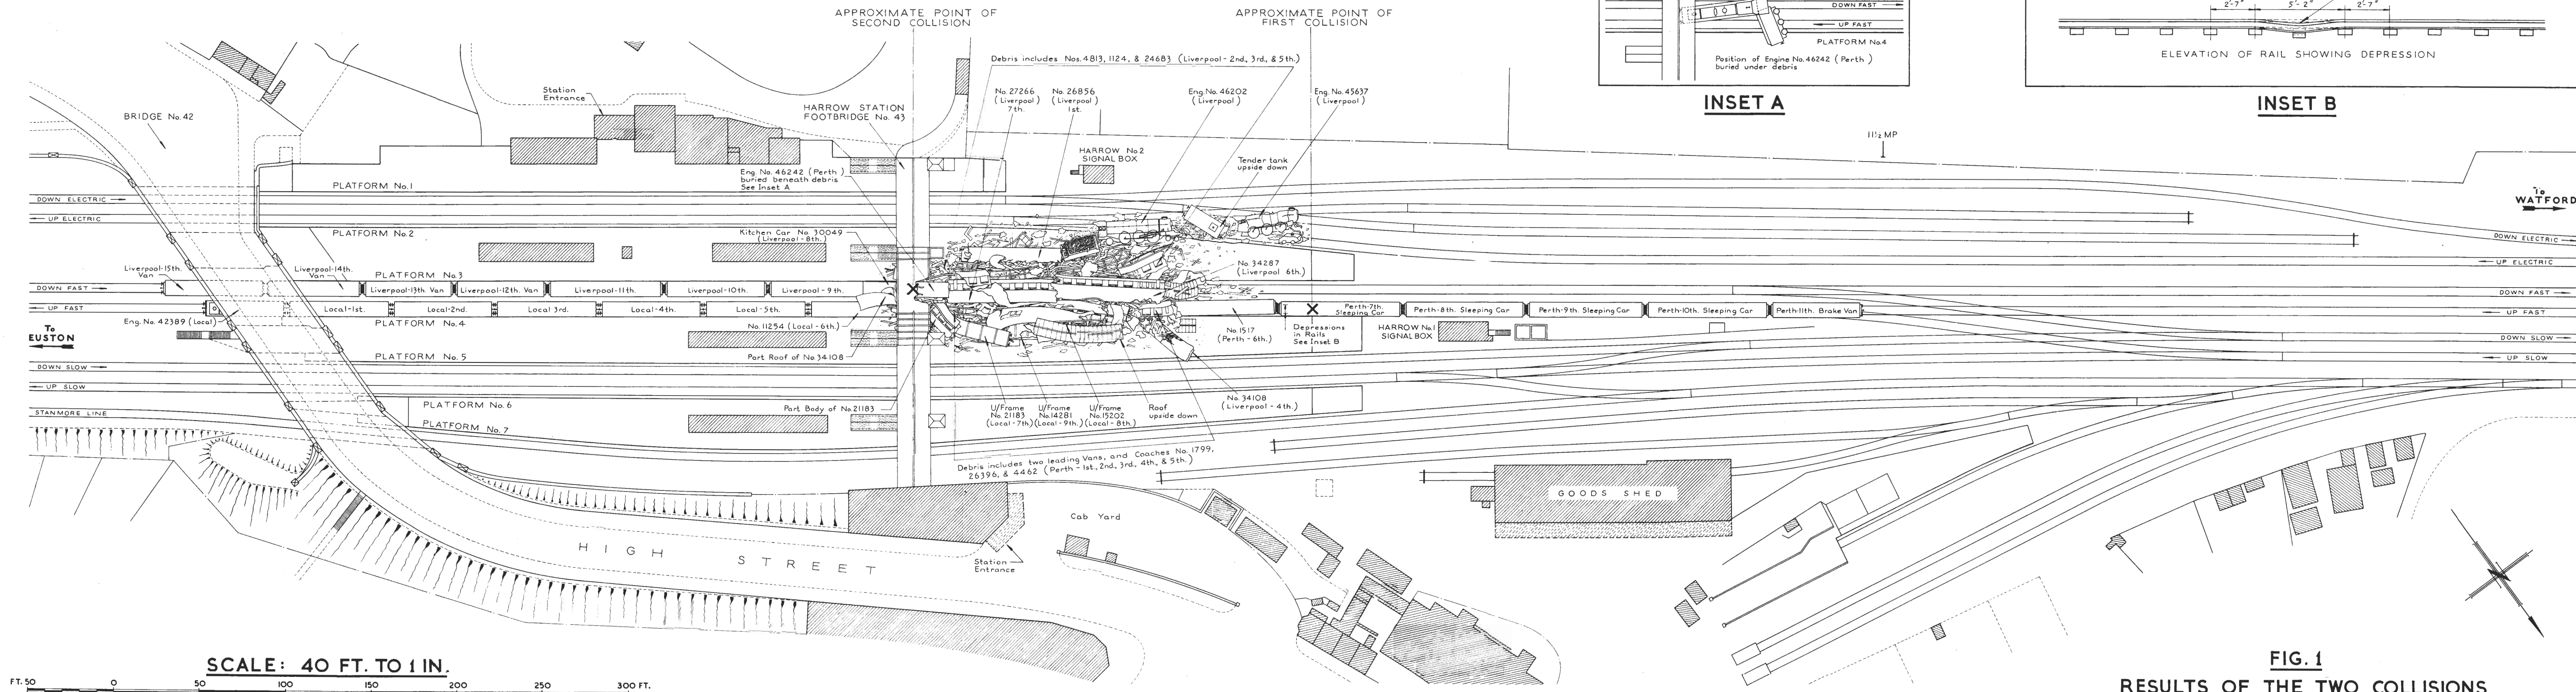 APPROXIMATE POINT OF
SECOND COLLISION
APPROXIMATE POINT OF
FIRST COLLISION
DOWN FAST
UP FAST
PLATFORM No.4
Position of Engine No. 46242 (Perth)
buried under debris
INSET A
2'-7"
5'-2"
2'-7"
ELEVATION OF RAIL SHOWING DEPRESSION
INSET B
Debris includes Nos. 4813, 1124, & 24683 (Liverpool - 2nd, 3rd, & 5th.)
Station
Entrance
BRIDGE No. 42
HARROW STATION
FOOTBRIDGE No. 43
No. 27266
(Liverpool)
7th.
No. 26856
(Liverpool)
1st.
Eng. No. 46202
(Liverpool)
Eng. No. 45637
(Liverpool)
11½ MP
HARROW No.2
SIGNAL BOX
Tender tank
upside down
Eng. No. 46242 (Perth)
buried beneath debris
See Inset A
PLATFORM No.1
DOWN ELECTRIC
UP ELECTRIC
PLATFORM No.2
To
WATFORD
Kitchen Car No 30049
(Liverpool-8th.)
DOWN ELECTRIC
UP ELECTRIC
Liverpool-15th.
Van
Liverpool-14th.
Van
PLATFORM No.3
No. 34287
(Liverpool 6th.)
DOWN FAST
Liverpool-13th Van
Liverpool-12th. Van
Liverpool-11th.
Liverpool-10th.
Liverpool-9th.
DOWN FAST
UP FAST
Local-1st.
Local-2nd.
Local 3rd.
Local-4th.
Local-5th.
Perth-7th.
Sleeping Car
Perth-8th. Sleeping Car
Perth-9th. Sleeping Car
Perth-10th. Sleeping Car
Perth-11th. Brake Van
UP FAST
Eng. No. 42389 (Local)
PLATFORM No.4
No. 11254 (Local-6th.)
No. 1517
(Perth-6th.)
Depressions
in Rails
See Inset B
HARROW No.1
SIGNAL BOX
To
EUSTON
PLATFORM No. 5
Part Roof of No. 34108
DOWN SLOW
UP SLOW
DOWN SLOW
UP SLOW
STANMORE LINE
PLATFORM No. 6
PLATFORM No. 7
Part Body of No. 21183
U/Frame
No. 21183
(Local-7th)
U/Frame
No. 14281
(Local-9th.)
U/Frame
No. 15202
(Local-8th.)
Roof
upside down
No. 34108
(Liverpool-4th.)
Debris includes two leading Vans, and Coaches No. 1799,
26396, & 4462 (Perth - 1st., 2nd., 3rd., 4th., & 5th.)
GOODS SHED
Cab Yard
HIGH STREET
Station
Entrance
SCALE: 40 FT. TO 1 IN.
FT. 50 0 50 100 150 200 250 300 FT.
FIG. 1
RESULTS OF THE TWO COLLISIONS